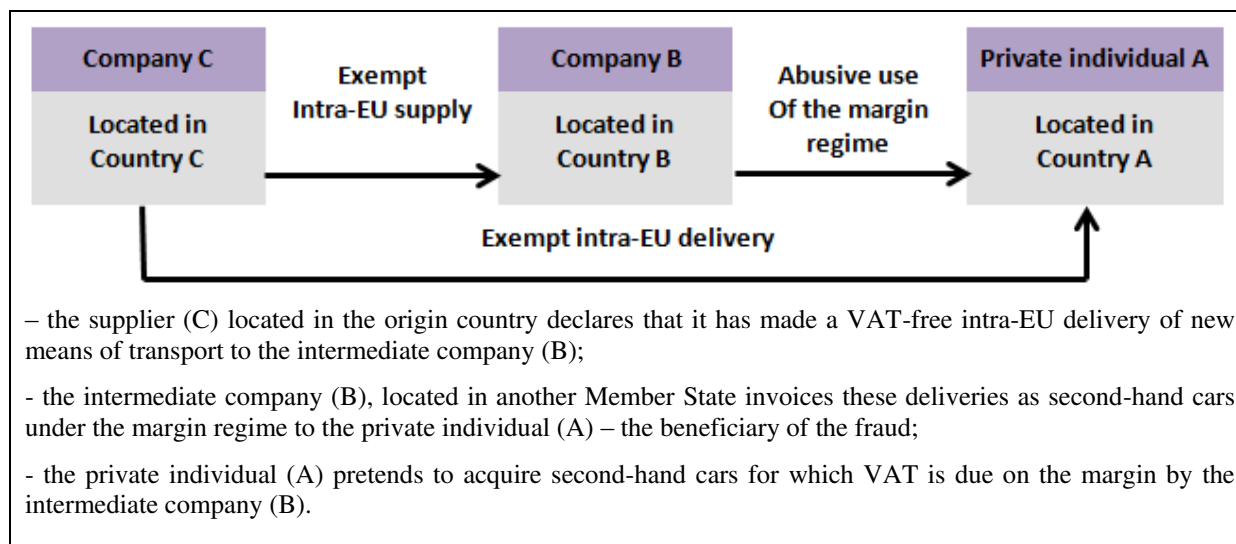 Company C
Located in
Country C
Exempt
Intra-EU supply
Company B
Located in
Country B
Abusive use
Of the margin
regime
Private individual A
Located in
Country A
Exempt intra-EU delivery
– the supplier (C) located in the origin country declares that it has made a VAT-free intra-EU delivery of new
means of transport to the intermediate company (B);
- the intermediate company (B), located in another Member State invoices these deliveries as second-hand cars
under the margin regime to the private individual (A) – the beneficiary of the fraud;
- the private individual (A) pretends to acquire second-hand cars for which VAT is due on the margin by the
intermediate company (B).